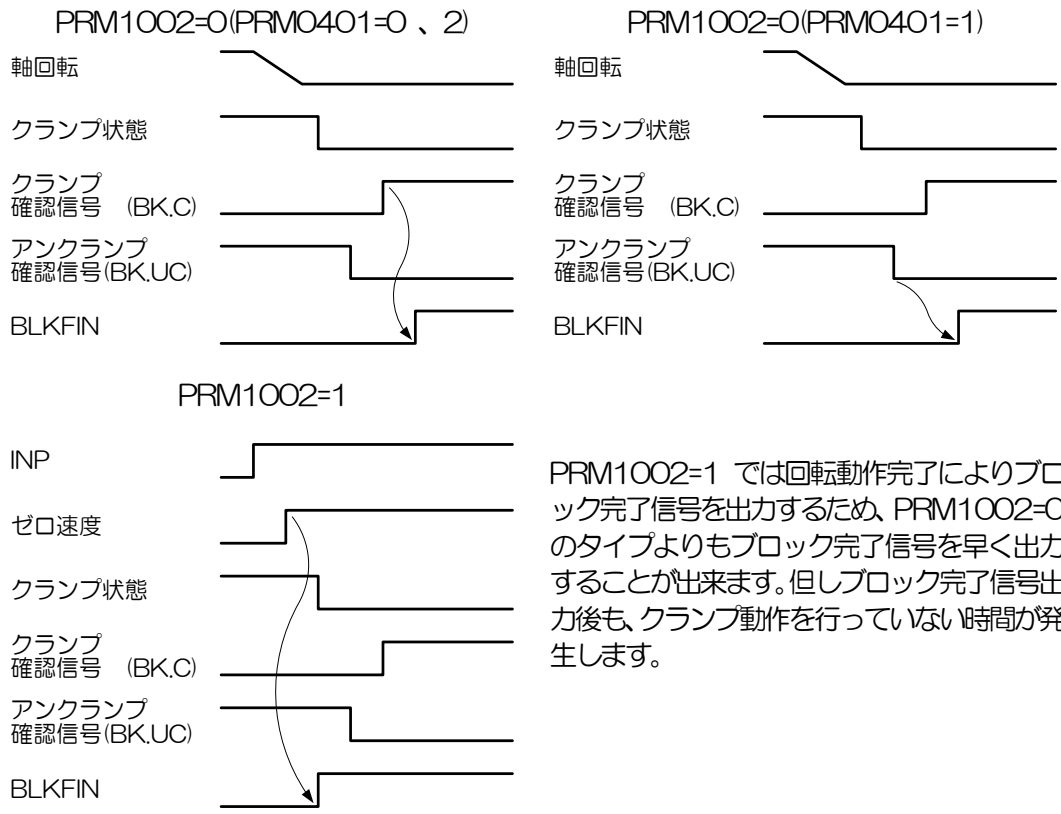 PRM1002=0(PRM0401=0 、 2)
軸回転
クランプ状態
クランプ
確認信号 (BK.C)
アンクランプ
確認信号(BK.UC)
BLKFIN
PRM1002=0(PRM0401=1)
軸回転
クランプ状態
クランプ
確認信号 (BK.C)
アンクランプ
確認信号(BK.UC)
BLKFIN
PRM1002=1
INP
ゼロ速度
クランプ状態
クランプ
確認信号 (BK.C)
アンクランプ
確認信号(BK.UC)
BLKFIN
PRM1002=1 では回転動作完了によりブロ
ック完了信号を出力するため、PRM1002=0
のタイプよりもブロック完了信号を早く出力
することが出来ます。但しブロック完了信号出
力後も、クランプ動作を行っていない時間が発
生します。